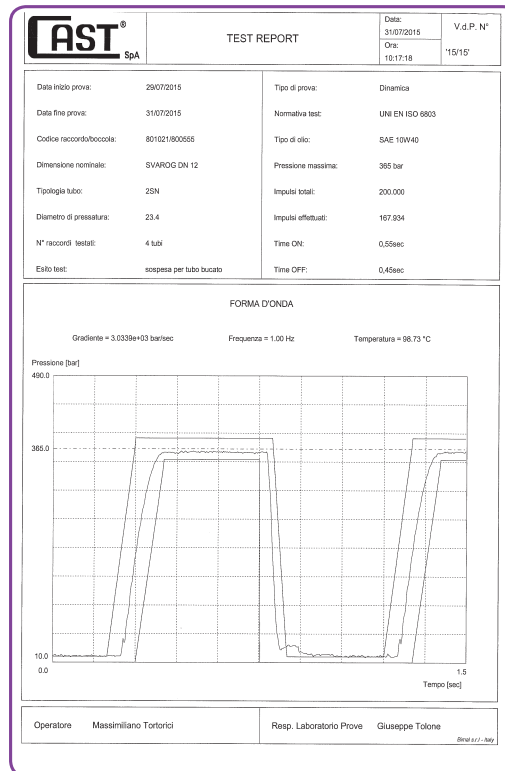 CAST®
SpA
TEST REPORT
Data:
31/07/2015
Ora:
10:17:18
V.d.P. N°
'15/15'
Data inizio prova: 29/07/2015
Data fine prova: 31/07/2015
Codice raccordo/boccola: 801021/800555
Dimensione nominale: SVAROG DN 12
Tipologia tubo: 2SN
Diametro di pressatura: 23.4
N° raccordi testati: 4 tubi
Esito test: sospesa per tubo bucato
Tipo di prova: Dinamica
Normativa test: UNI EN ISO 6803
Tipo di olio: SAE 10W40
Pressione massima: 365 bar
Impulsi totali: 200.000
Impulsi effettuati: 167.934
Time ON: 0,55sec
Time OFF: 0,45sec
FORMA D'ONDA
Gradiente = 3.0339e+03 bar/sec Frequenza = 1.00 Hz Temperatura = 98.73 °C
Pressione [bar]
490.0
365.0
10.0
0.0 1.5
Tempo [sec]
Operatore Massimiliano Tortorici Resp. Laboratorio Prove Giuseppe Tolone
Bimal s.r.l - Italy